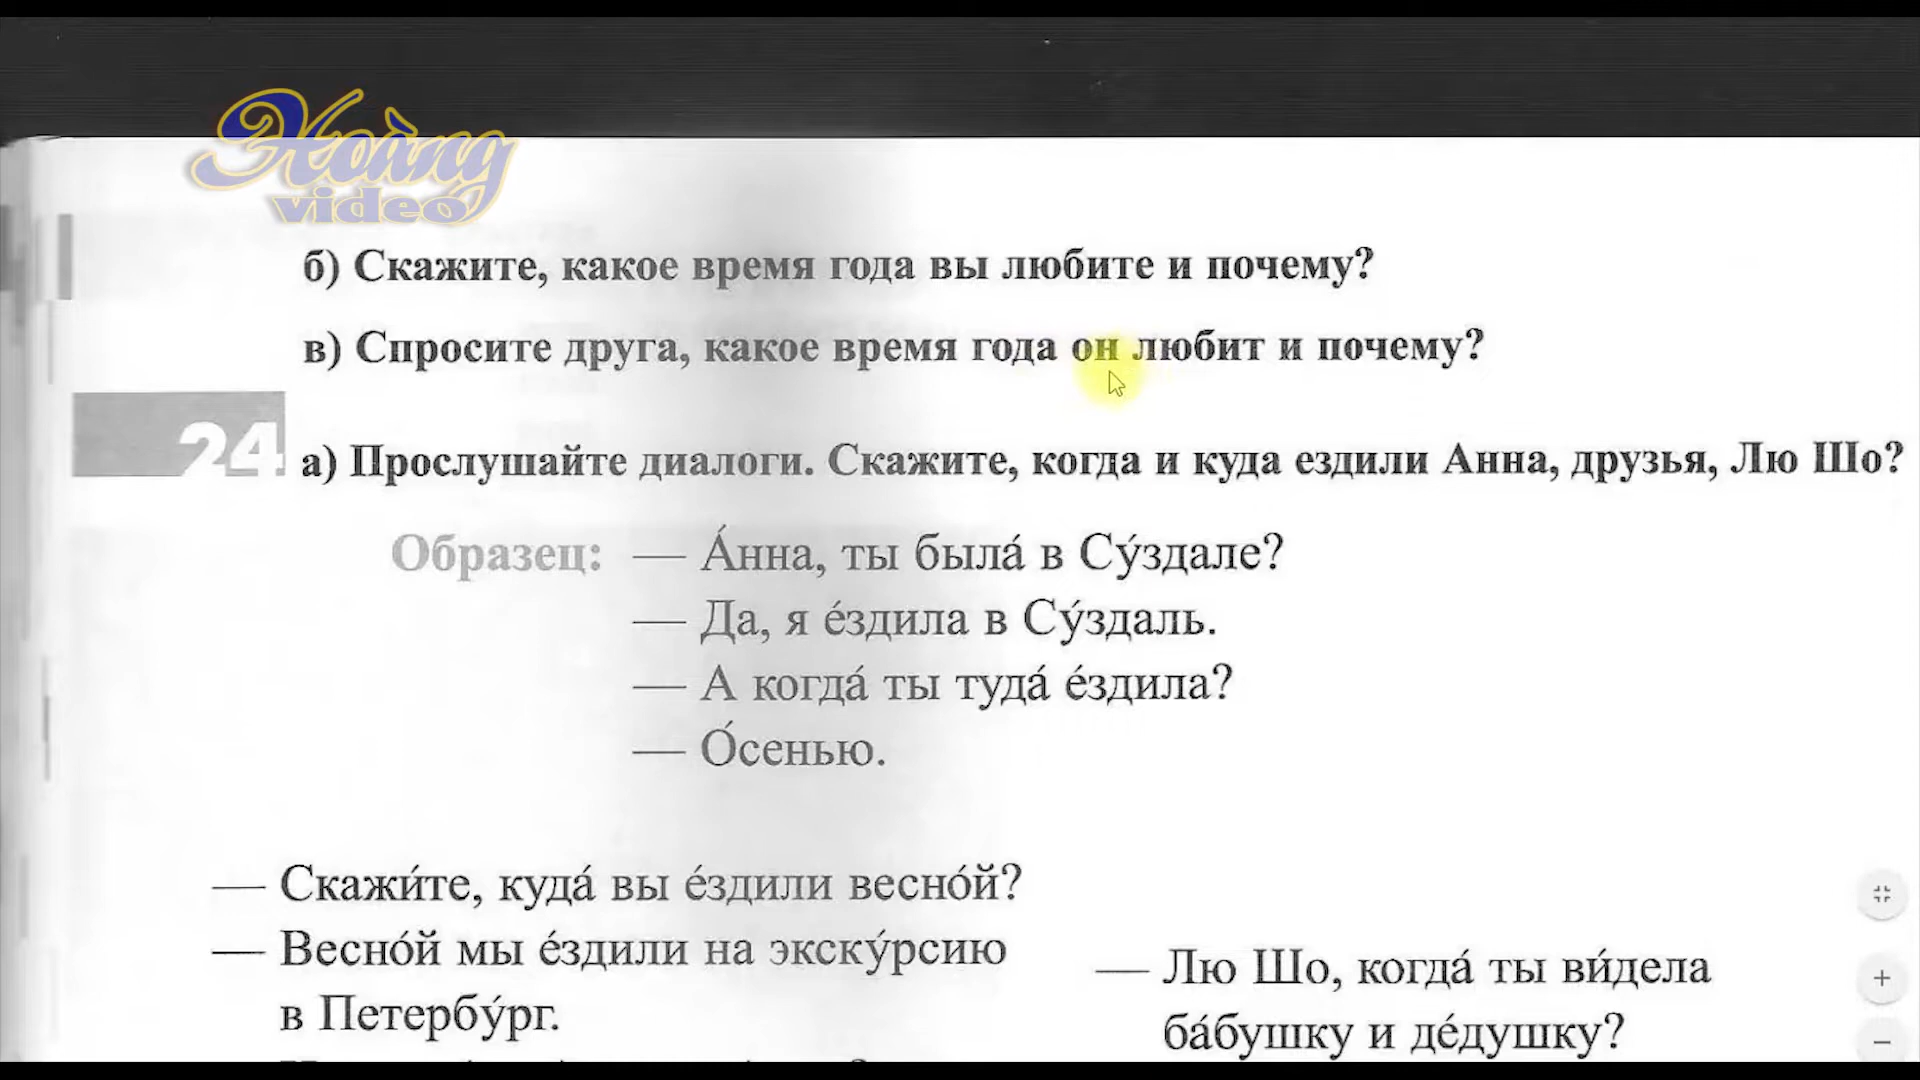 Hoàng
video
б) Скажите, какое время года вы любите и почему?
в) Спросите друга, какое время года он любит и почему?
24
а) Прослушайте диалоги. Скажите, когда и куда ездили Анна, друзья, Лю Шо?
Образец: — А́нна, ты была́ в Су́здале?
— Да, я е́здила в Су́здаль.
— А когда́ ты туда́ е́здила?
— О́сенью.
— Скажи́те, куда́ вы е́здили весно́й?
— Весно́й мы е́здили на экску́рсию
в Петербу́рг.
— Лю Шо, когда́ ты ви́дела
ба́бушку и де́душку?